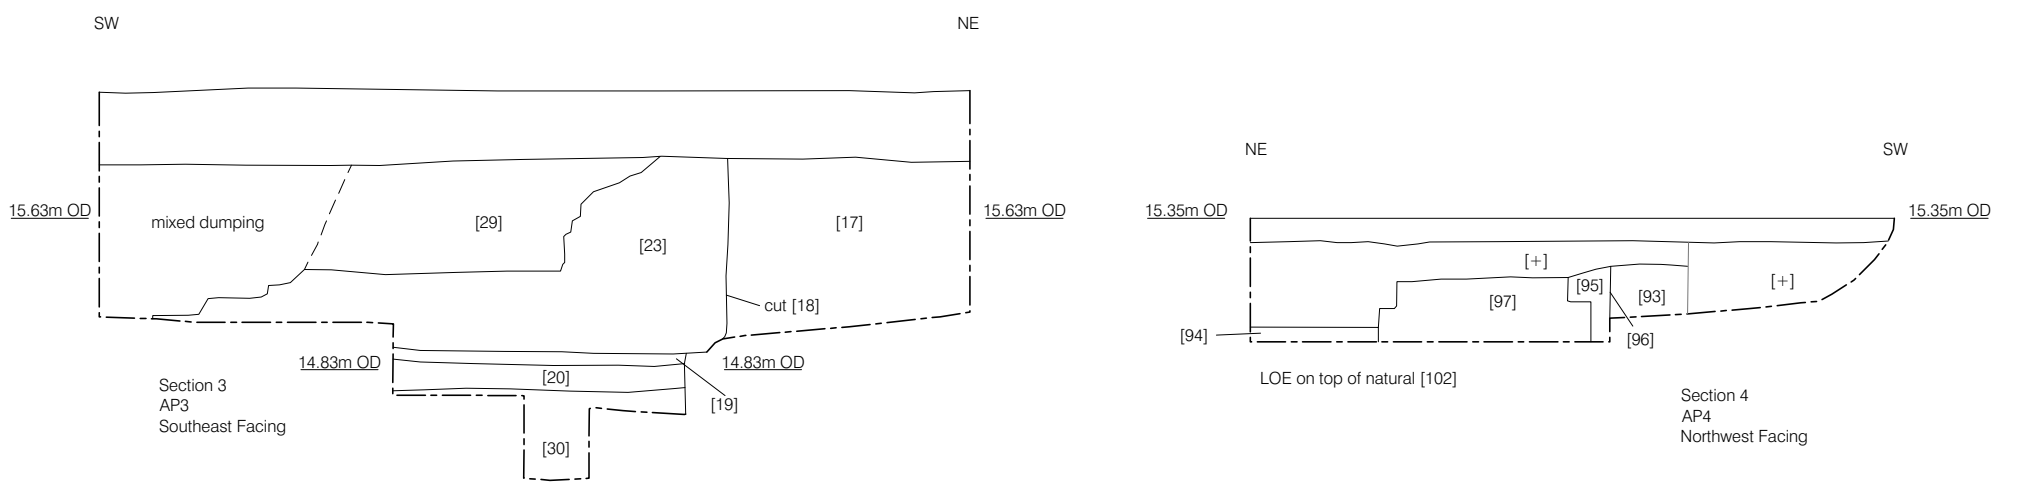 SW
NE
15.63m OD
mixed dumping
[29]
[23]
[17]
15.63m OD
cut [18]
14.83m OD
14.83m OD
[20]
[19]
[30]
Section 3
AP3
Southeast Facing
NE
SW
15.35m OD
15.35m OD
[+]
[+]
[95]
[97]
[93]
[94]
[96]
LOE on top of natural [102]
Section 4
AP4
Northwest Facing